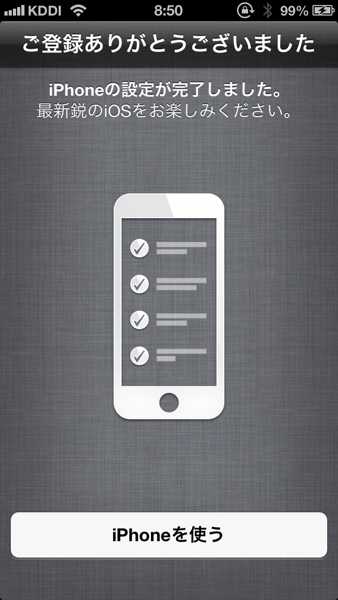 KDDI 8:50 99%
ご登録ありがとうございました
iPhoneの設定が完了しました。
最新鋭のiOSをお楽しみください。
iPhoneを使う